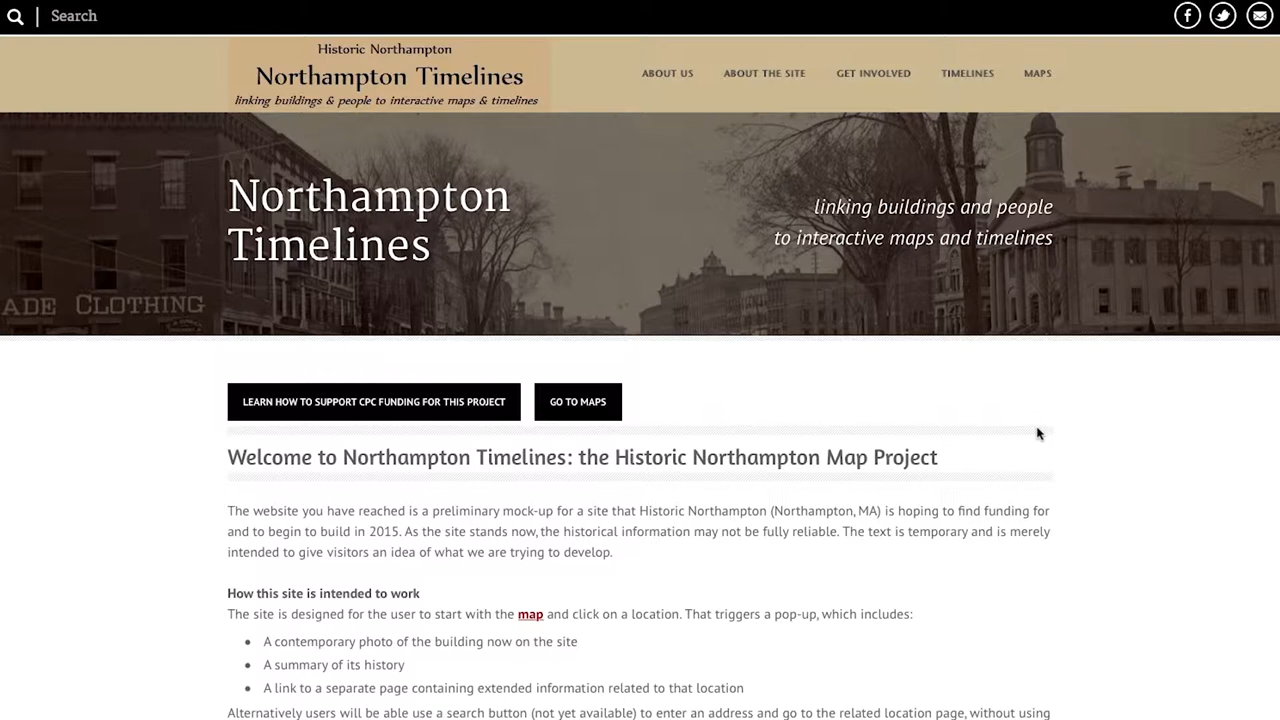 Search
Historic Northampton
Northampton Timelines
linking buildings & people to interactive maps & timelines
ABOUT US
ABOUT THE SITE
GET INVOLVED
TIMELINES
MAPS
Northampton
Timelines
linking buildings and people
to interactive maps and timelines
ADE CLOTHING
LEARN HOW TO SUPPORT CPC FUNDING FOR THIS PROJECT
GO TO MAPS
Welcome to Northampton Timelines: the Historic Northampton Map Project
The website you have reached is a preliminary mock-up for a site that Historic Northampton (Northampton, MA) is hoping to find funding for
and to begin to build in 2015. As the site stands now, the historical information may not be fully reliable. The text is temporary and is merely
intended to give visitors an idea of what we are trying to develop.
How this site is intended to work
The site is designed for the user to start with the map and click on a location. That triggers a pop-up, which includes:
• A contemporary photo of the building now on the site
• A summary of its history
• A link to a separate page containing extended information related to that location
Alternatively users will be able use a search button (not yet available) to enter an address and go to the related location page, without using